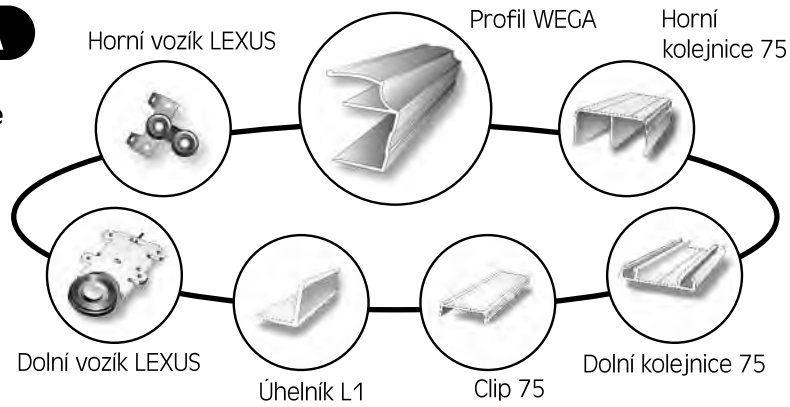 A
Profil WEGA
Horní
kolejnice 75
Horní vozík LEXUS
e
Dolní vozík LEXUS
Úhelník L1
Clip 75
Dolní kolejnice 75